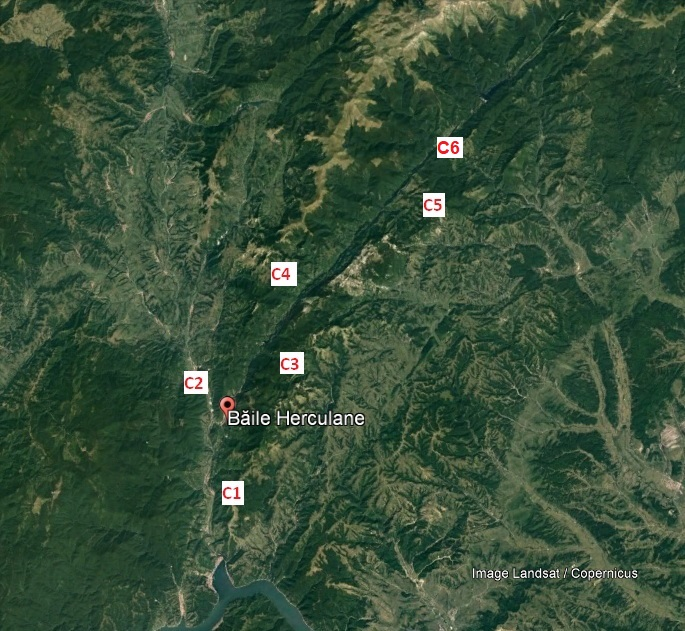 C6
C5
C4
C3
C2
Băile Herculane
C1
Image Landsat / Copernicus